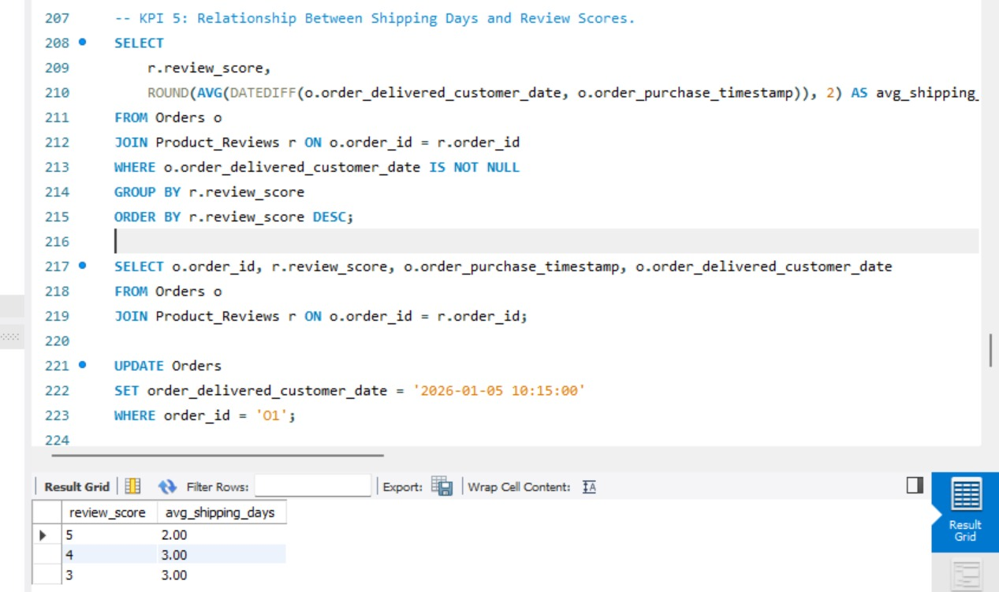 207 -- KPI 5: Relationship Between Shipping Days and Review Scores.
208 SELECT
209 r.review_score,
210 ROUND(AVG(DATEDIFF(o.order_delivered_customer_date, o.order_purchase_timestamp)), 2) AS avg_shipping_
211 FROM Orders o
212 JOIN Product_Reviews r ON o.order_id = r.order_id
213 WHERE o.order_delivered_customer_date IS NOT NULL
214 GROUP BY r.review_score
215 ORDER BY r.review_score DESC;
216
217 SELECT o.order_id, r.review_score, o.order_purchase_timestamp, o.order_delivered_customer_date
218 FROM Orders o
219 JOIN Product_Reviews r ON o.order_id = r.order_id;
220
221 UPDATE Orders
222 SET order_delivered_customer_date = '2026-01-05 10:15:00'
223 WHERE order_id = 'O1';
224
Result Grid Filter Rows: Export: Wrap Cell Content:
review_score avg_shipping_days
5 2.00
4 3.00
3 3.00
Result
Grid